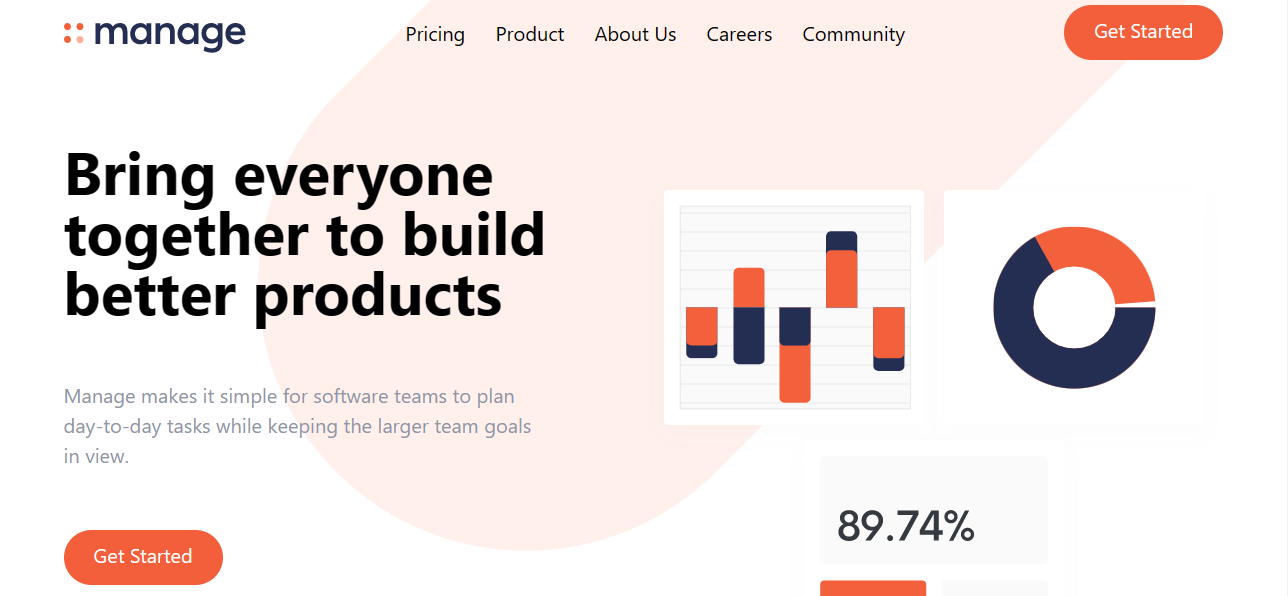 manage
Pricing Product About Us Careers Community
Get Started
Bring everyone
together to build
better products
Manage makes it simple for software teams to plan
day-to-day tasks while keeping the larger team goals
in view.
Get Started
89.74%